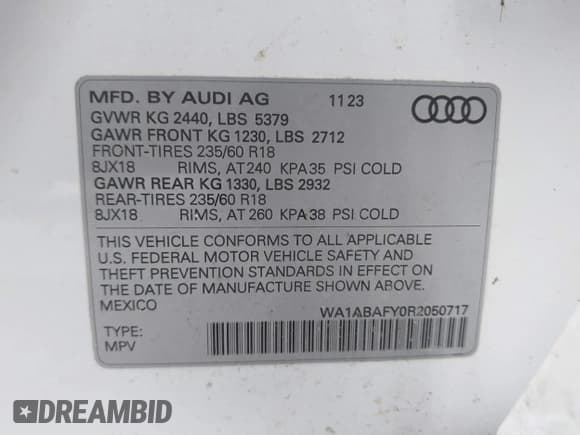 MFD. BY AUDI AG 11 23
GVWR KG 2440, LBS 5379
GAWR FRONT KG 1230, LBS 2712
FRONT-TIRES 235/60 R18
8JX18 RIMS, AT 240 KPA 35 PSI COLD
GAWR REAR KG 1330, LBS 2932
REAR-TIRES 235/60 R18
8JX18 RIMS, AT 260 KPA 38 PSI COLD
THIS VEHICLE CONFORMS TO ALL APPLICABLE
U.S. FEDERAL MOTOR VEHICLE SAFETY AND
THEFT PREVENTION STANDARDS IN EFFECT ON THE
DATE OF MANUFACTURE SHOWN ABOVE.
MEXICO
WA1ABAFY0R2050717
TYPE:
MPV
DREAMBID